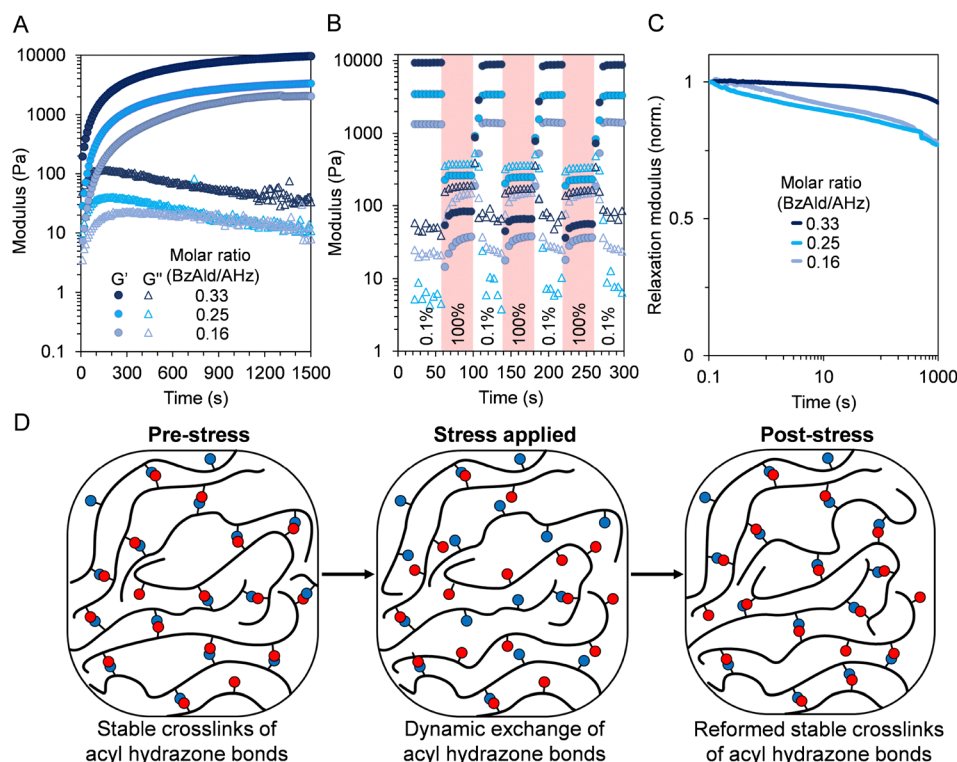 A
10000
1000
100
10
1
0.1
Modulus (Pa)
Molar ratio
G' G" (BzAld/AHz)
0.33
0.25
0.16
0 300 600 900 1200 1500
Time (s)
B
10000
1000
100
10
1
Modulus (Pa)
0.1% 100% 0.1% 100% 0.1% 100% 0.1%
0 50 100 150 200 250 300
Time (s)
C
1
0.5
0
Relaxation mdoulus (norm.)
Molar ratio
(BzAld/AHz)
0.33
0.25
0.16
0.1 10 1000
Time (s)
D
Pre-stress
Stress applied
Post-stress
Stable crosslinks of
acyl hydrazone bonds
Dynamic exchange of
acyl hydrazone bonds
Reformed stable crosslinks
of acyl hydrazone bonds